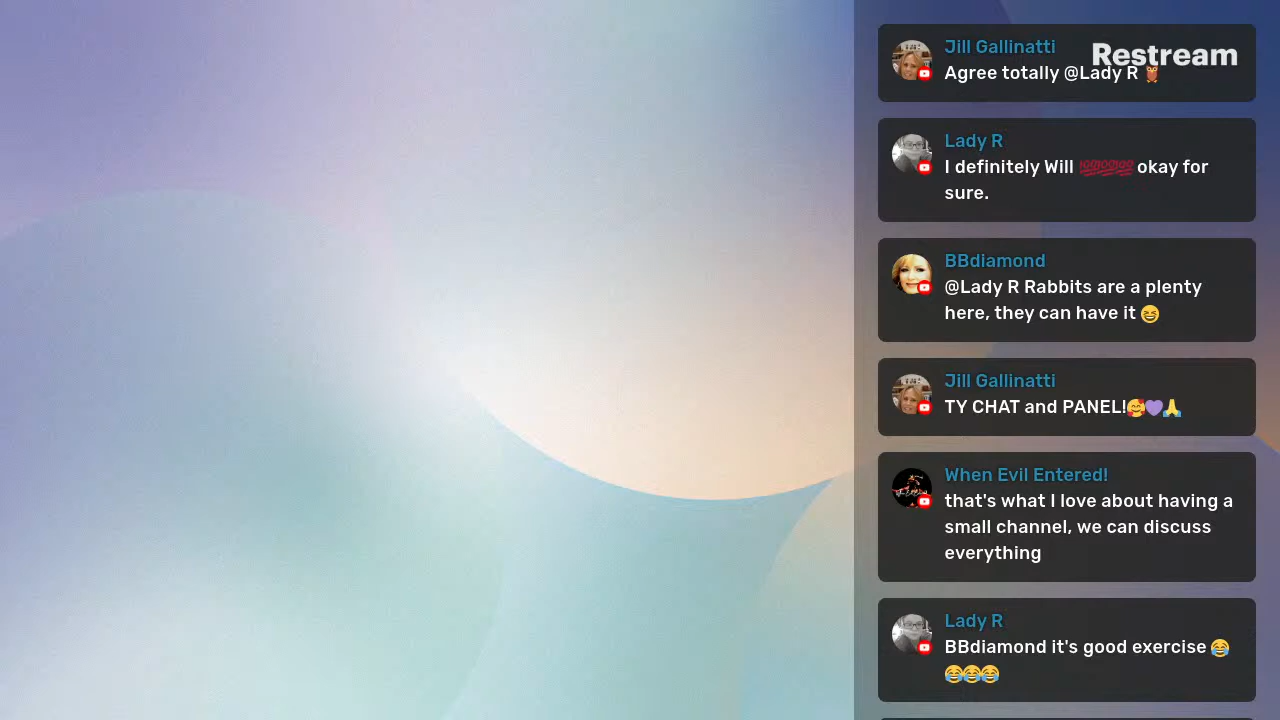 Jill Gallinatti
Restream
Agree totally @Lady R 🦉
Lady R
I definitely Will 💯💯💯 okay for
sure.
BBdiamond
@Lady R Rabbits are a plenty
here, they can have it 😆
Jill Gallinatti
TY CHAT and PANEL!🥰💜🙏
When Evil Entered!
that's what I love about having a
small channel, we can discuss
everything
Lady R
BBdiamond it's good exercise 😂
😂😂😂